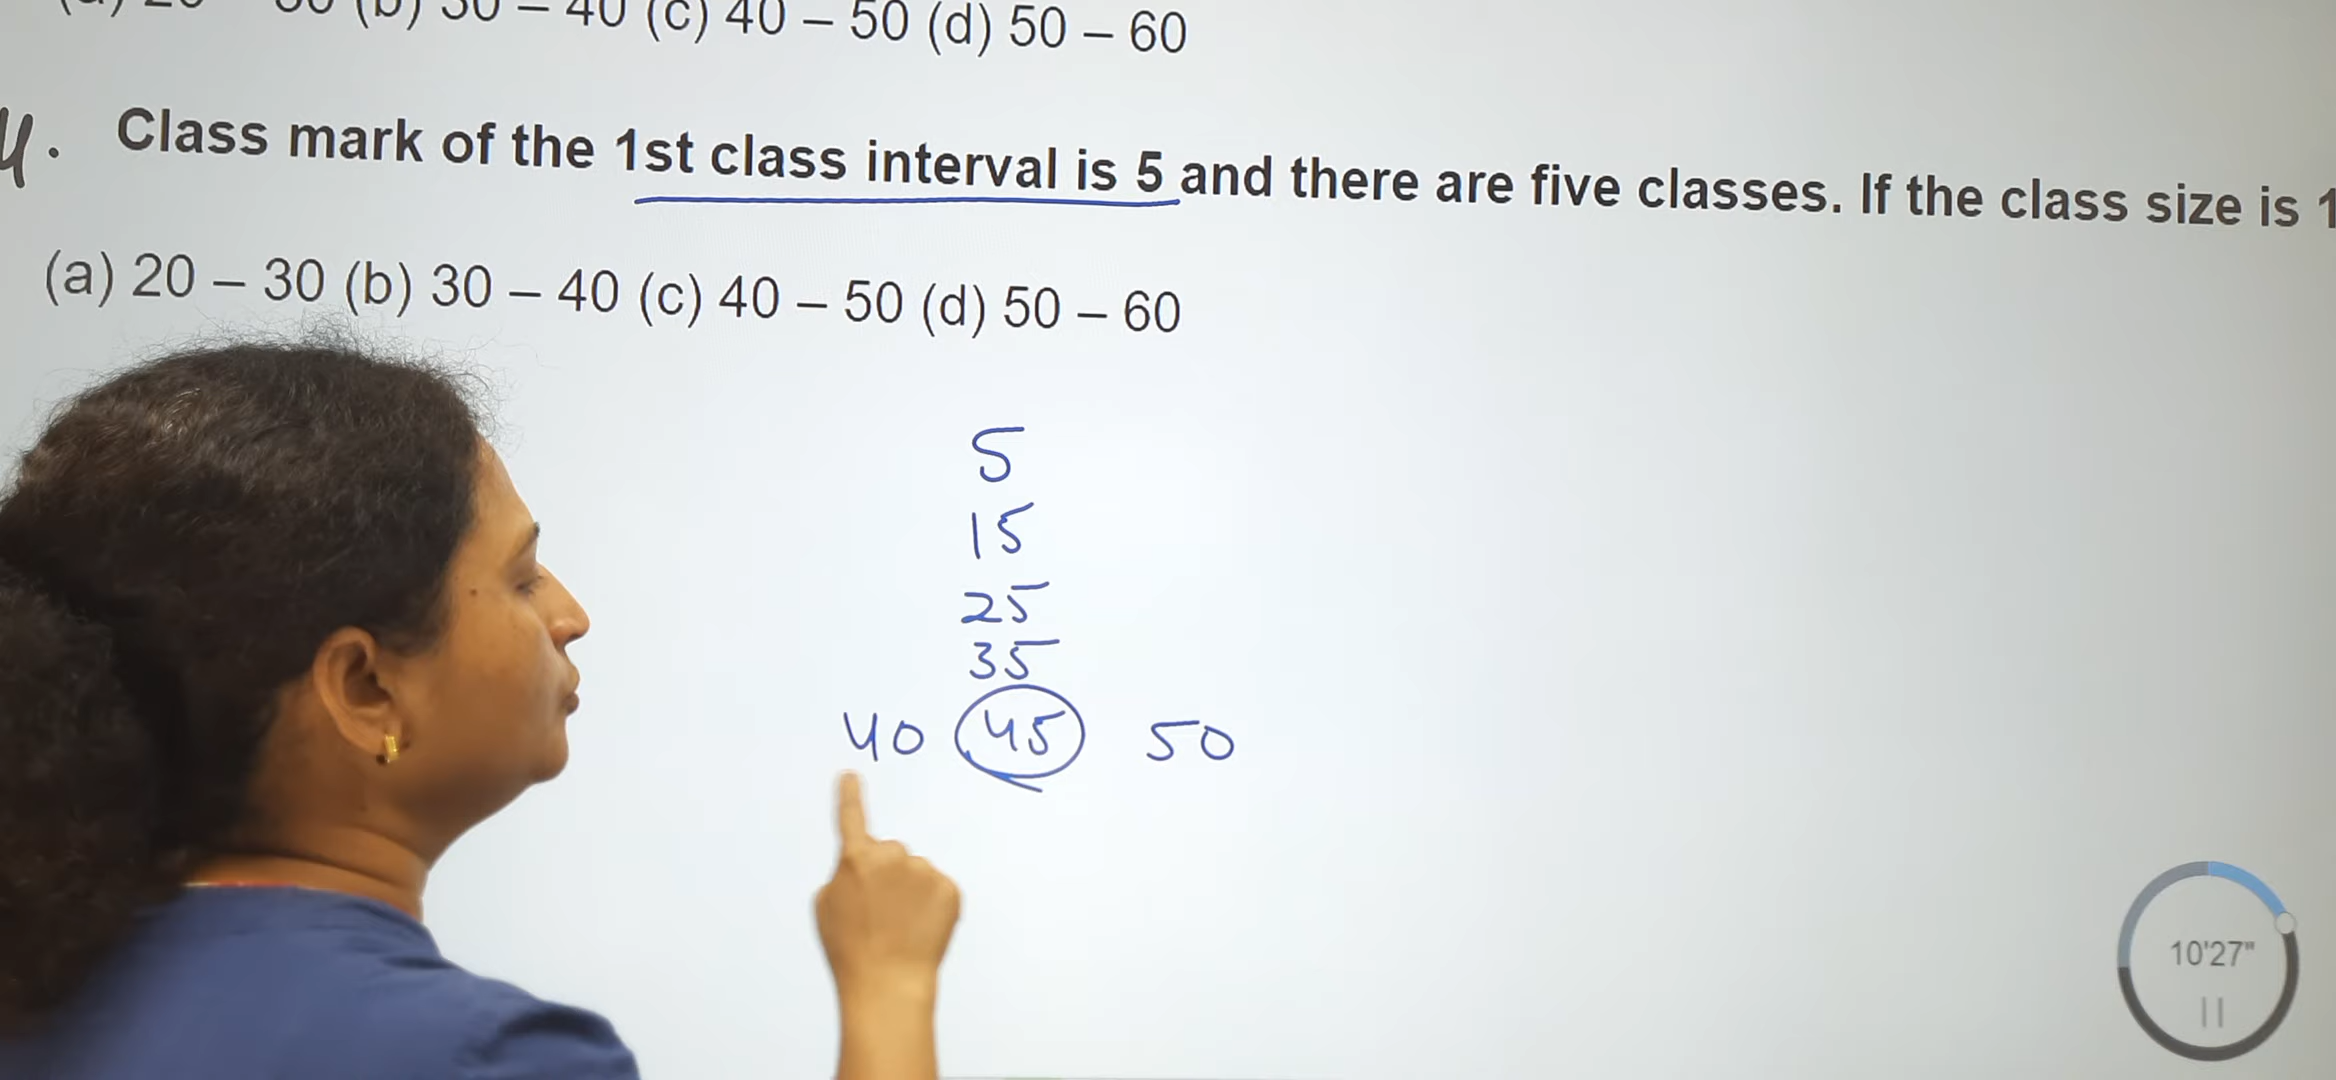 – 40 (c) 40 – 50 (d) 50 – 60
4. Class mark of the 1st class interval is 5 and there are five classes. If the class size is 1
(a) 20 – 30 (b) 30 – 40 (c) 40 – 50 (d) 50 – 60
5
15
25
35
40 45 50
10'27"